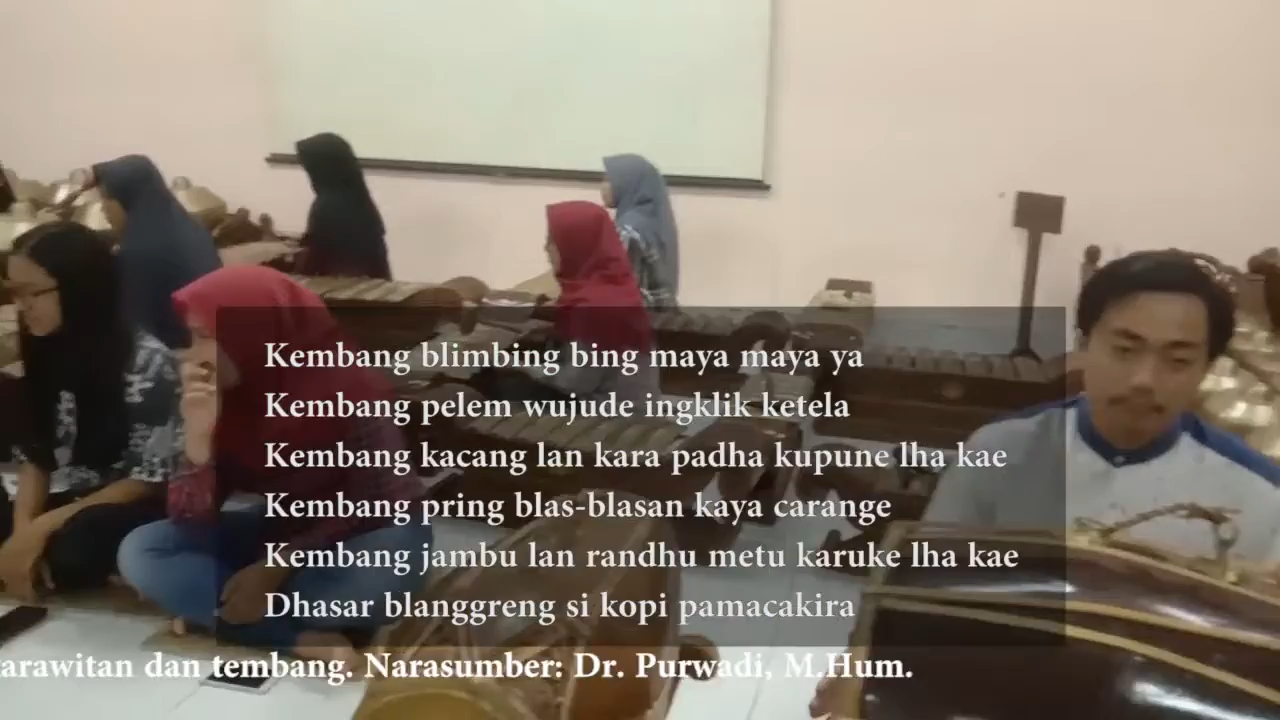 Kembang blimbing bing maya maya ya
Kembang pelem wujude ingklik ketela
Kembang kacang lan kara padha kupune lha kae
Kembang pring blas-blasan kaya carange
Kembang jambu lan randhu metu karuke lha kae
Dhasar blanggreng si kopi pamacakira
dan tembang. Narasumber: Dr. Purwadi, M.Hum.